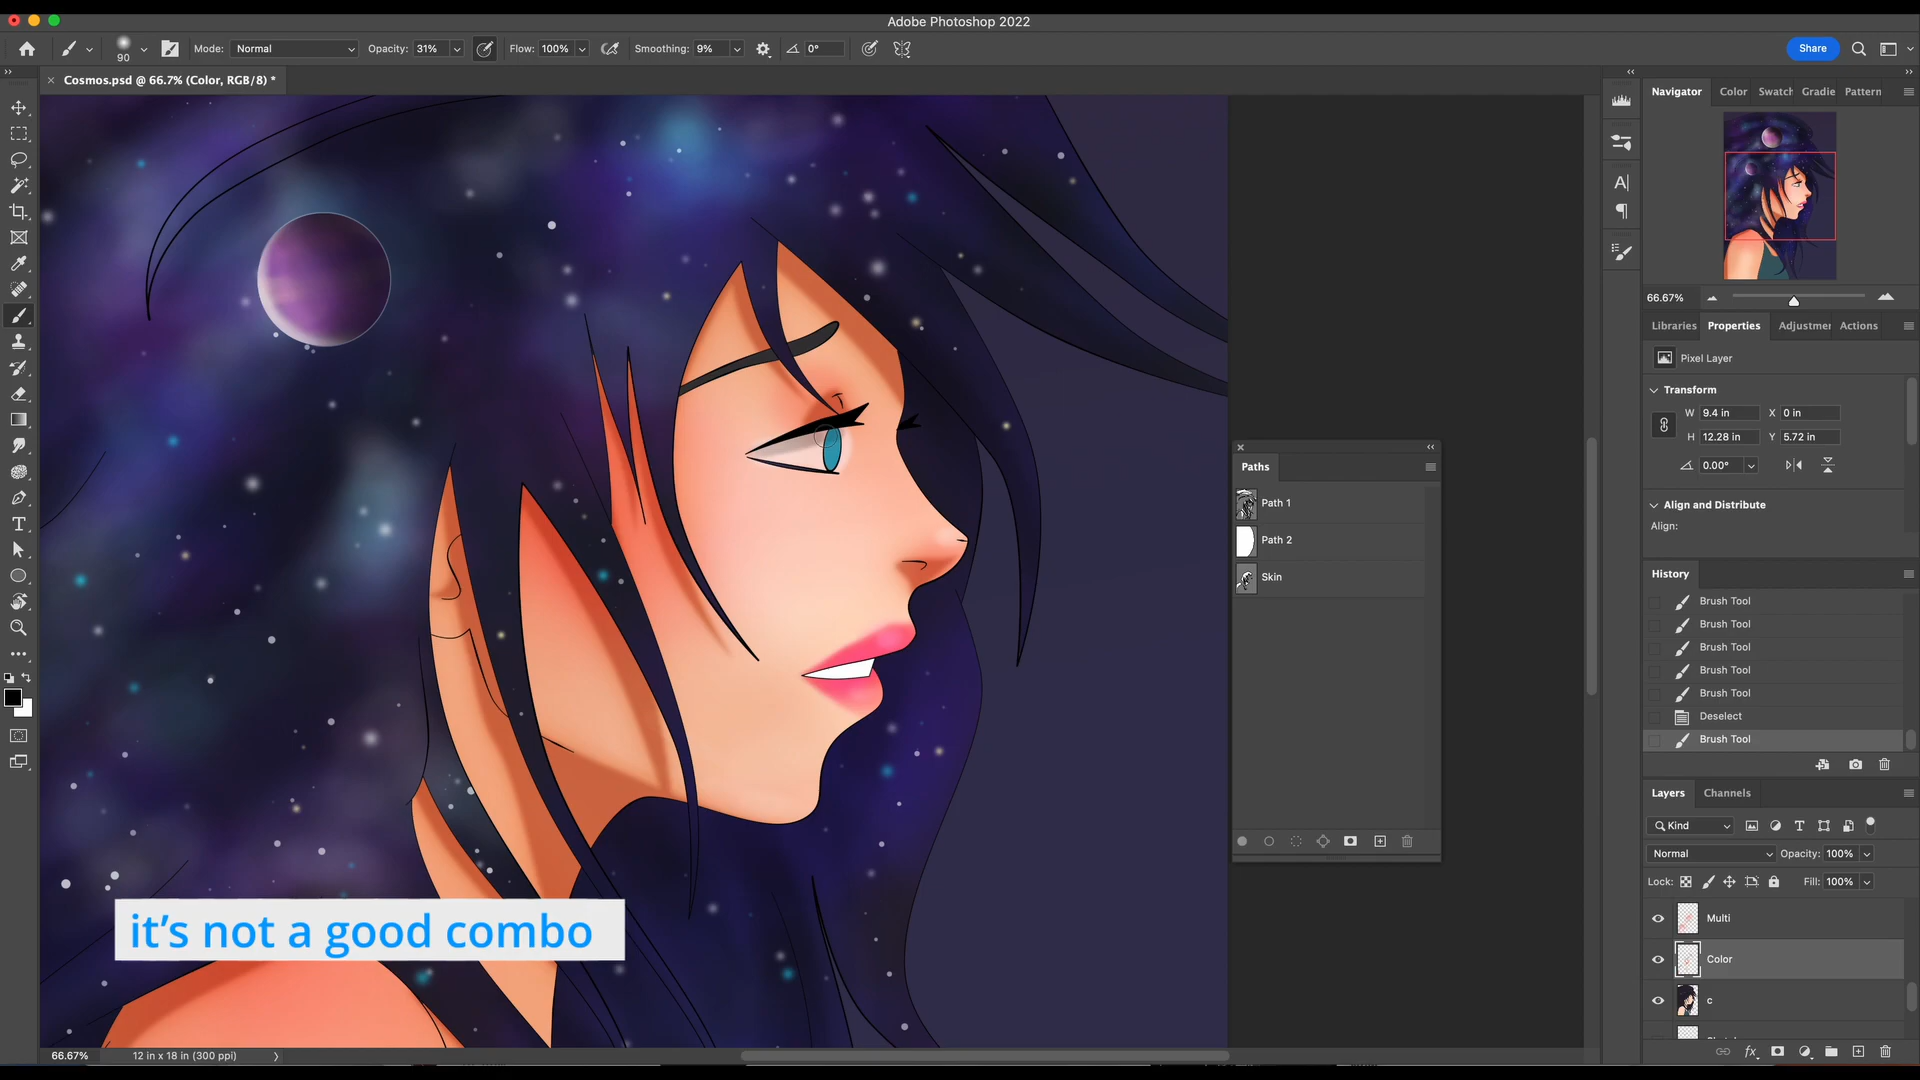 Adobe Photoshop 2022
90
Mode: Normal
Opacity: 31%
Flow: 100%
Smoothing: 9%
0°
Share
Cosmos.psd @ 66.7% (Color, RGB/8) *
Navigator
Color
Swatch
Gradie
Pattern
66.67%
Libraries
Properties
Adjustmer
Actions
Pixel Layer
Transform
W 9.4 in
X 0 in
H 12.28 in
Y 5.72 in
0.00°
Align and Distribute
Align:
Paths
Path 1
Path 2
Skin
History
Brush Tool
Brush Tool
Brush Tool
Brush Tool
Brush Tool
Deselect
Brush Tool
Layers
Channels
Kind
Normal
Opacity: 100%
Lock:
Fill: 100%
Multi
Color
c
it's not a good combo
66.67%
12 in x 18 in (300 ppi)